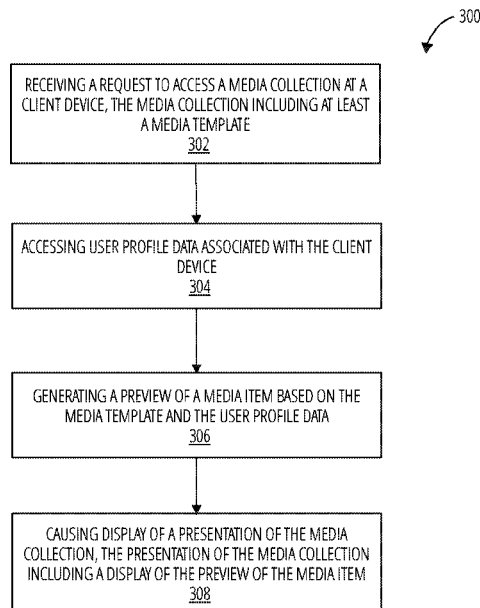 300
RECEIVING A REQUEST TO ACCESS A MEDIA COLLECTION AT A
CLIENT DEVICE, THE MEDIA COLLECTION INCLUDING AT LEAST
A MEDIA TEMPLATE
302
ACCESSING USER PROFILE DATA ASSOCIATED WITH THE CLIENT
DEVICE
304
GENERATING A PREVIEW OF A MEDIA ITEM BASED ON THE
MEDIA TEMPLATE AND THE USER PROFILE DATA
306
CAUSING DISPLAY OF A PRESENTATION OF THE MEDIA
COLLECTION, THE PRESENTATION OF THE MEDIA COLLECTION
INCLUDING A DISPLAY OF THE PREVIEW OF THE MEDIA ITEM
308